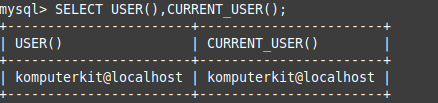 mysql> SELECT USER(),CURRENT_USER();
+----------------------+----------------------+
| USER()               | CURRENT_USER()       |
+----------------------+----------------------+
| komputerkit@localhost | komputerkit@localhost |
+----------------------+----------------------+